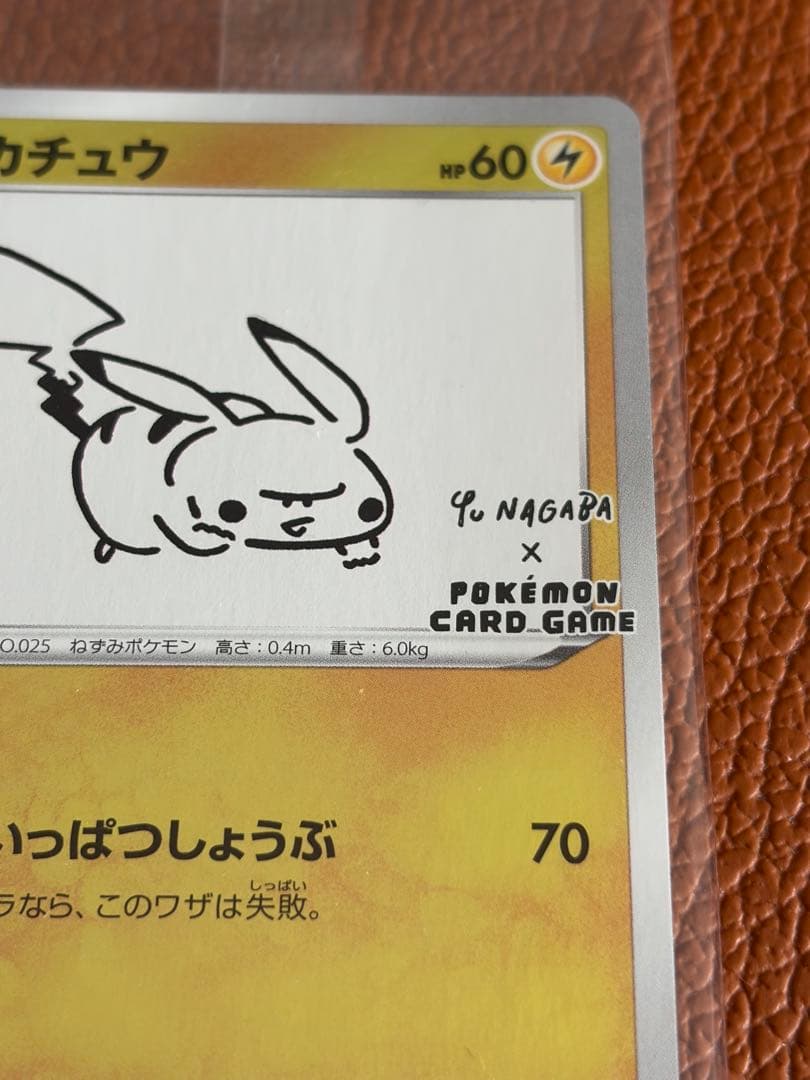 カチュウ HP60
Yu NAGABA
×
POKÉMON
CARD GAME
O.025 ねずみポケモン 高さ：0.4m 重さ：6.0kg
いっぱつしょうぶ 70
しっぱい
ラなら、このワザは失敗。